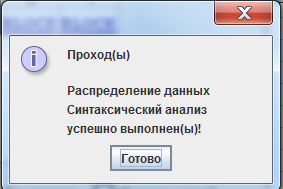 Проход(ы)
Распределение данных
Синтаксический анализ
успешно выполнен(ы)!
Готово